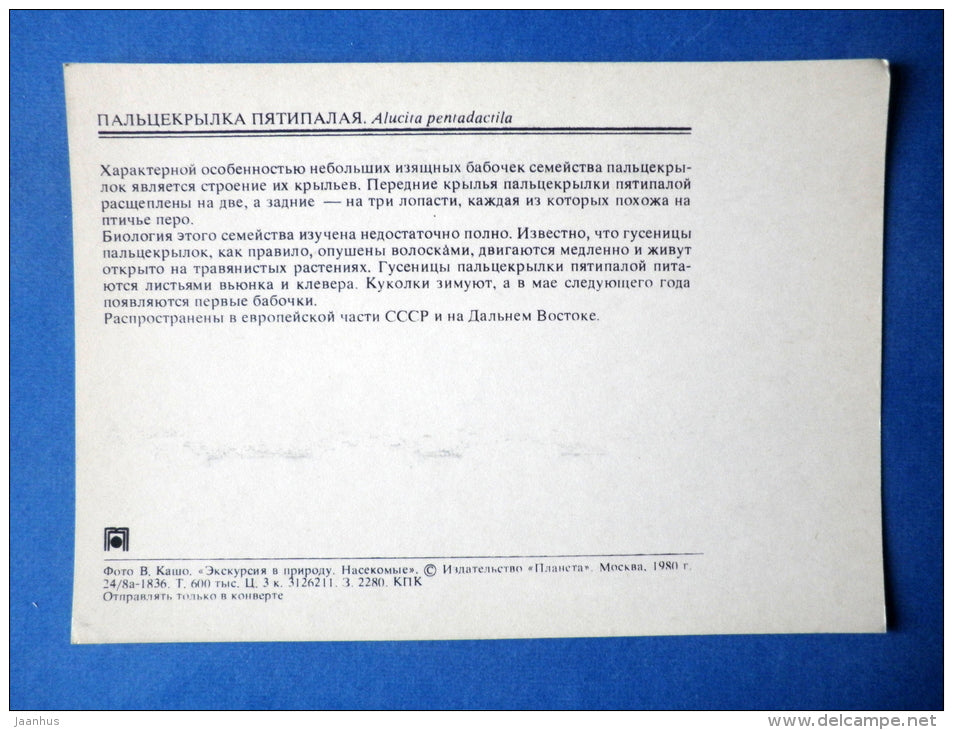 ПАЛЬЦЕКРЫЛКА ПЯТИПАЛАЯ. Alucita pentadactila
Характерной особенностью небольших изящных бабочек семейства пальцекры-
лок является строение их крыльев. Передние крылья пальцекрылки пятипалой
расщеплены на две, а задние — на три лопасти, каждая из которых похожа на
птичье перо.
Биология этого семейства изучена недостаточно полно. Известно, что гусеницы
пальцекрылок, как правило, опушены волосками, двигаются медленно и живут
открыто на травянистых растениях. Гусеницы пальцекрылки пятипалой пита-
ются листьями вьюнка и клевера. Куколки зимуют, а в мае следующего года
появляются первые бабочки.
Распространены в европейской части СССР и на Дальнем Востоке.
Фото В. Кашо. «Экскурсия в природу. Насекомые». © Издательство «Планета». Москва, 1980 г.
24/8а-1836. Т. 600 тыс. Ц. 3 к. 3126211. З. 2280. КПК
Отправлять только в конверте
Jaanhus
www.delcampe.net